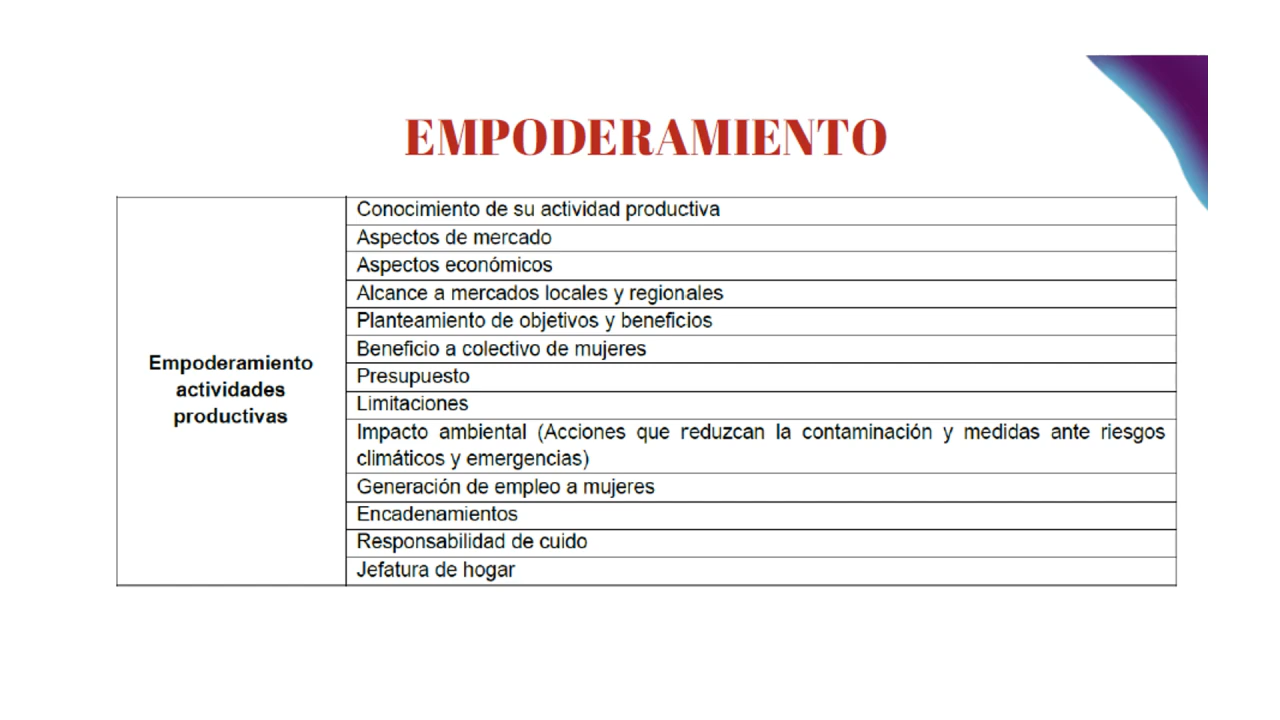 EMPODERAMIENTO
Empoderamiento
actividades
productivas
Conocimiento de su actividad productiva
Aspectos de mercado
Aspectos económicos
Alcance a mercados locales y regionales
Planteamiento de objetivos y beneficios
Beneficio a colectivo de mujeres
Presupuesto
Limitaciones
Impacto ambiental (Acciones que reduzcan la contaminación y medidas ante riesgos
climáticos y emergencias)
Generación de empleo a mujeres
Encadenamientos
Responsabilidad de cuido
Jefatura de hogar